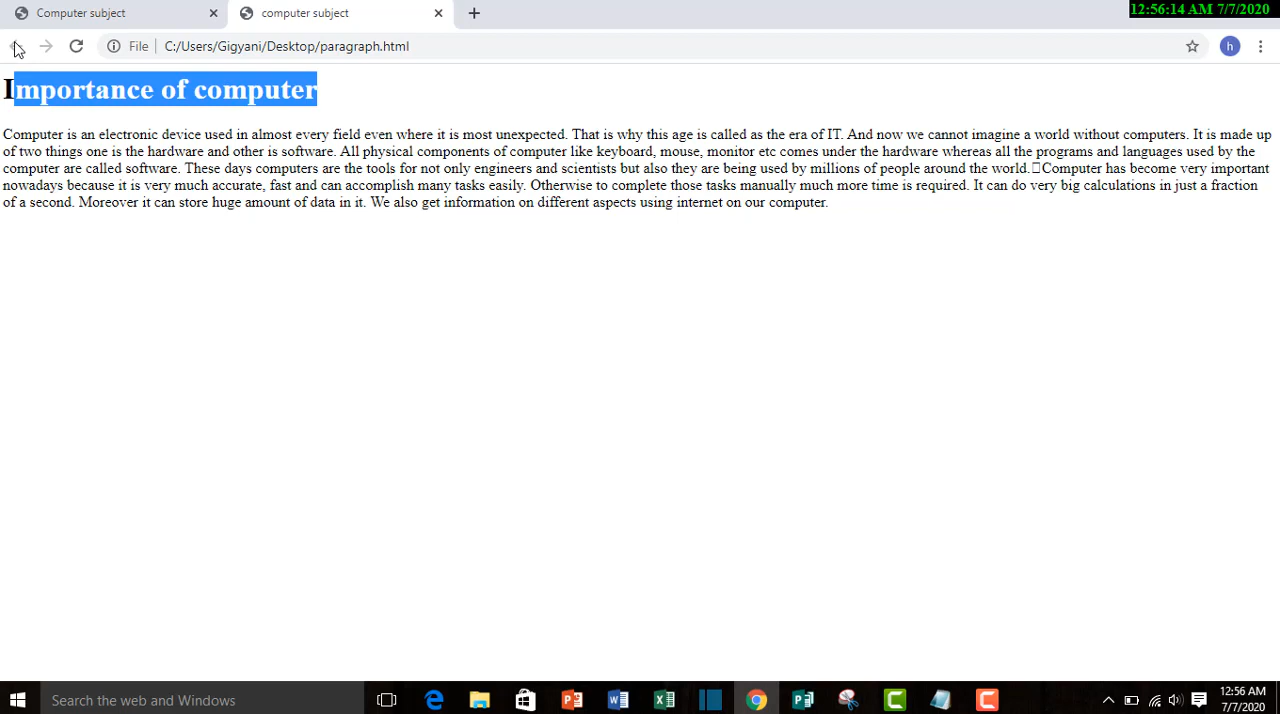 Computer subject
computer subject
12:56:14 AM 7/7/2020
File
C:/Users/Gigyani/Desktop/paragraph.html
h
Importance of computer
Computer is an electronic device used in almost every field even where it is most unexpected. That is why this age is called as the era of IT. And now we cannot imagine a world without computers. It is made up
of two things one is the hardware and other is software. All physical components of computer like keyboard, mouse, monitor etc comes under the hardware whereas all the programs and languages used by the
computer are called software. These days computers are the tools for not only engineers and scientists but also they are being used by millions of people around the world. Computer has become very important
nowadays because it is very much accurate, fast and can accomplish many tasks easily. Otherwise to complete those tasks manually much more time is required. It can do very big calculations in just a fraction
of a second. Moreover it can store huge amount of data in it. We also get information on different aspects using internet on our computer.
Search the web and Windows
12:56 AM
7/7/2020